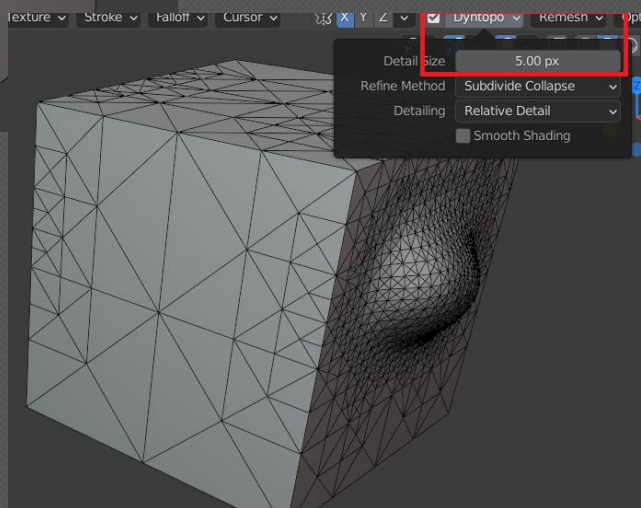 Texture Stroke Falloff Cursor X Y Z Dyntopo Remesh
Detail Size 5.00 px
Refine Method Subdivide Collapse
Detailing Relative Detail
Smooth Shading
Z